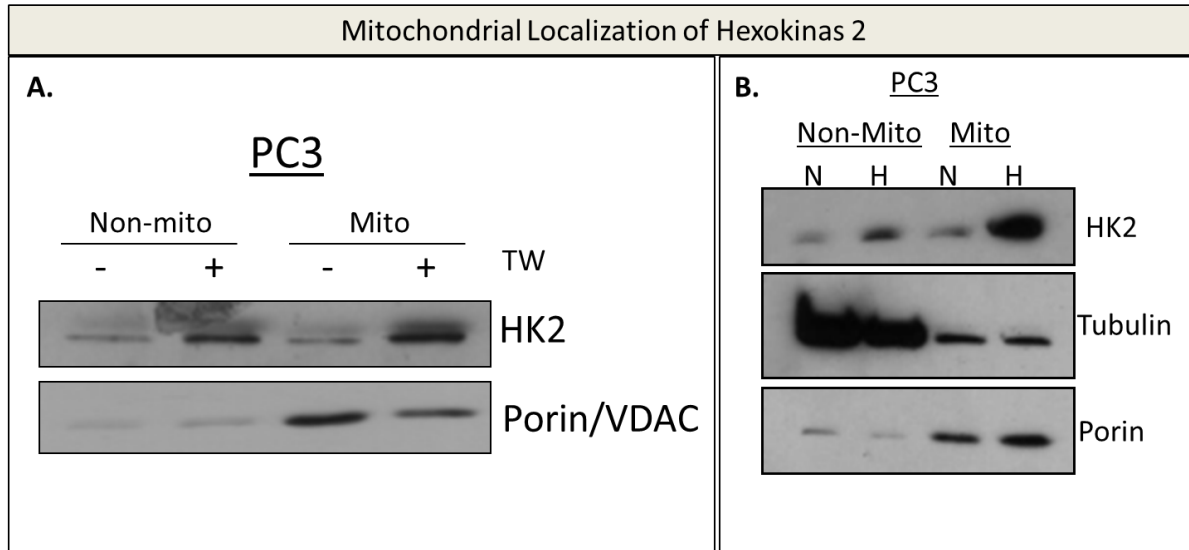 Mitochondrial Localization of Hexokinas 2
A.
PC3
Non-mito Mito
- + - + TW
HK2
Porin/VDAC
B.
PC3
Non-Mito Mito
N H N H
HK2
Tubulin
Porin